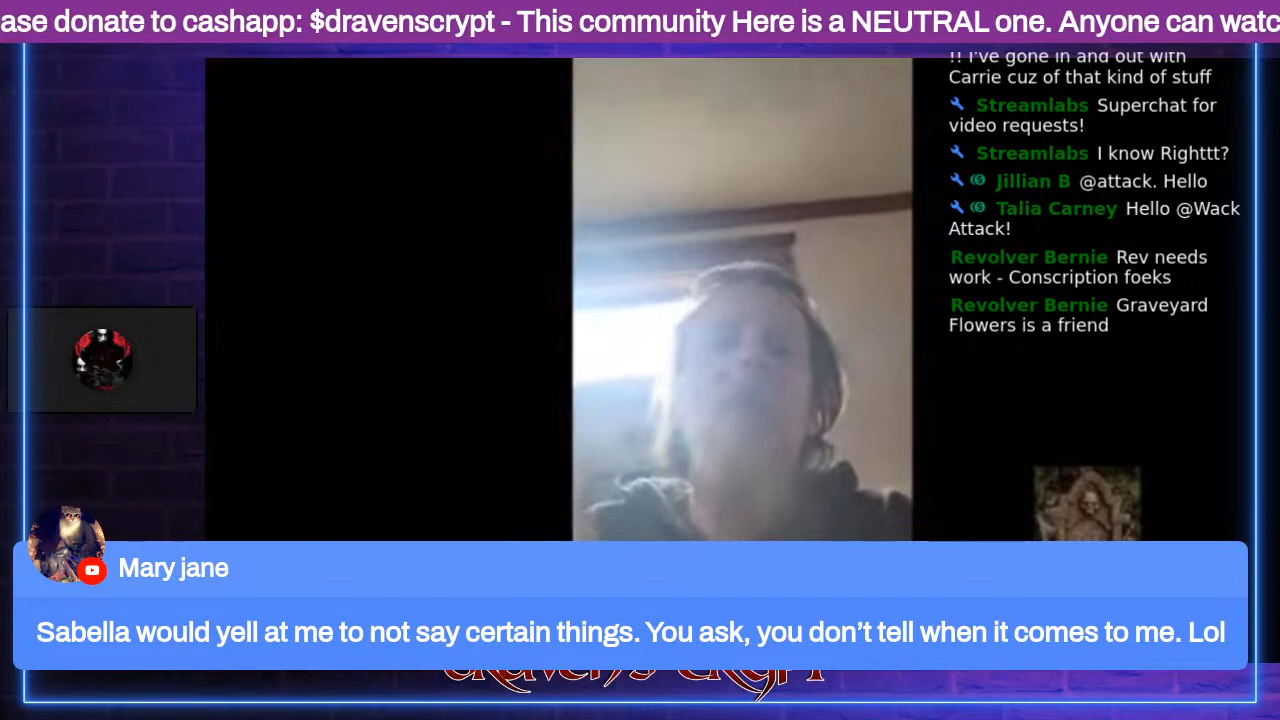 ase donate to cashapp: $dravenscrypt - This community Here is a NEUTRAL one. Anyone can watc
!! I've gone in and out with
Carrie cuz of that kind of stuff
Streamlabs Superchat for
video requests!
Streamlabs I know Righttt?
Jillian B @attack. Hello
Talia Carney Hello @Wack
Attack!
Revolver Bernie Rev needs
work - Conscription foeks
Revolver Bernie Graveyard
Flowers is a friend
Mary jane
Sabella would yell at me to not say certain things. You ask, you don’t tell when it comes to me. Lol